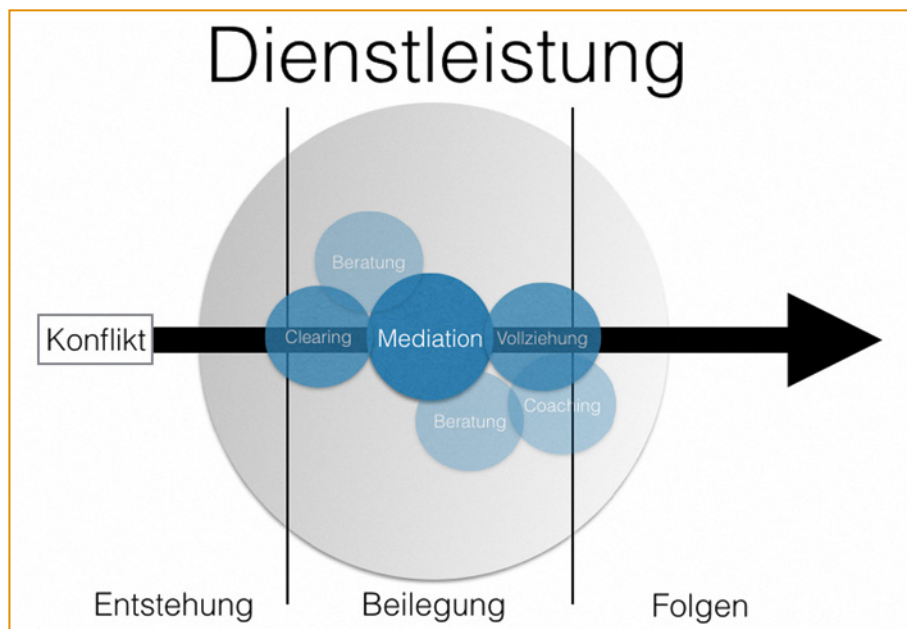 Dienstleistung
Beratung
Konflikt
Clearing
Mediation
Vollziehung
Beratung
Coaching
Entstehung
Beilegung
Folgen